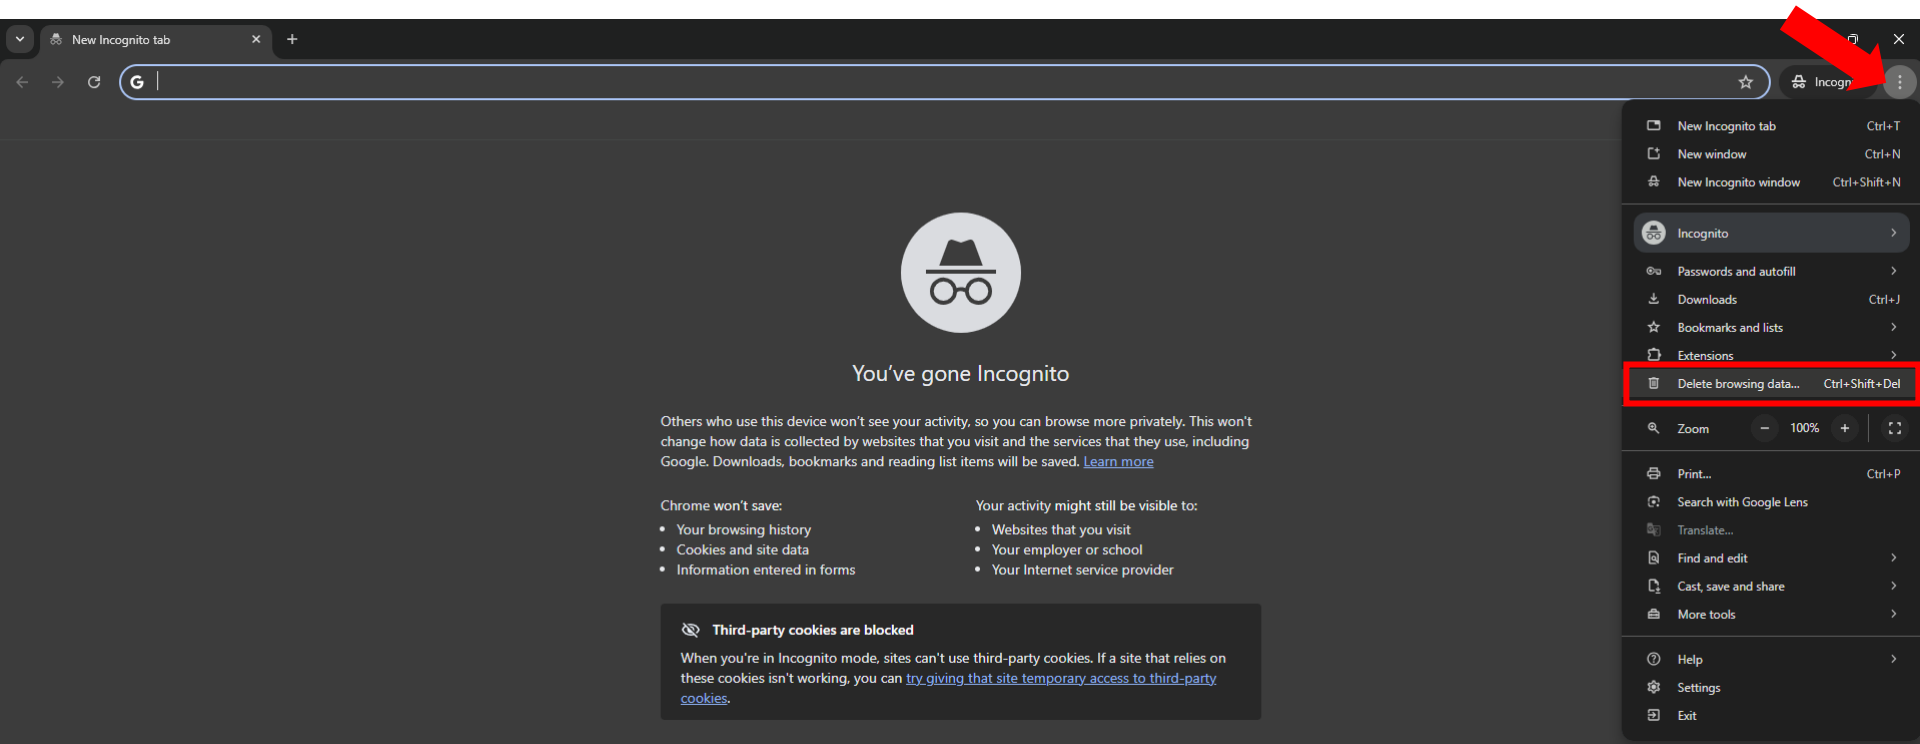 New Incognito tab
G
Incogn
New Incognito tab Ctrl+T
New window Ctrl+N
New Incognito window Ctrl+Shift+N
Incognito
Passwords and autofill
Downloads Ctrl+J
Bookmarks and lists
Extensions
Delete browsing data... Ctrl+Shift+Del
Zoom − 100% +
Print... Ctrl+P
Search with Google Lens
Translate...
Find and edit
Cast, save and share
More tools
Help
Settings
Exit
You've gone Incognito
Others who use this device won't see your activity, so you can browse more privately. This won't
change how data is collected by websites that you visit and the services that they use, including
Google. Downloads, bookmarks and reading list items will be saved. Learn more
Chrome won't save:
• Your browsing history
• Cookies and site data
• Information entered in forms
Your activity might still be visible to:
• Websites that you visit
• Your employer or school
• Your Internet service provider
Third-party cookies are blocked
When you're in Incognito mode, sites can't use third-party cookies. If a site that relies on
these cookies isn't working, you can try giving that site temporary access to third-party
cookies.